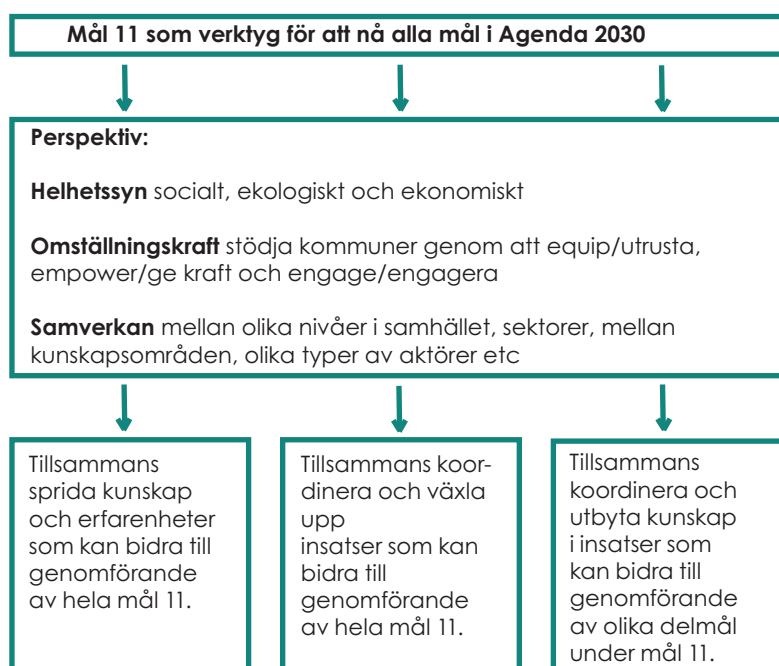 Mål 11 som verktyg för att nå alla mål i Agenda 2030
Perspektiv:
Helhetssyn socialt, ekologiskt och ekonomiskt
Omställningskraft stödja kommuner genom att equip/utrusta,
empower/ge kraft och engage/engagera
Samverkan mellan olika nivåer i samhället, sektorer, mellan
kunskapsområden, olika typer av aktörer etc
Tillsammans
sprida kunskap
och erfarenheter
som kan bidra till
genomförande
av hela mål 11.
Tillsammans koor-
dinera och växla
upp
insatser som kan
bidra till
genomförande
av hela mål 11.
Tillsammans
koordinera och
utbyta kunskap
i insatser som
kan bidra till
genomförande
av olika delmål
under mål 11.